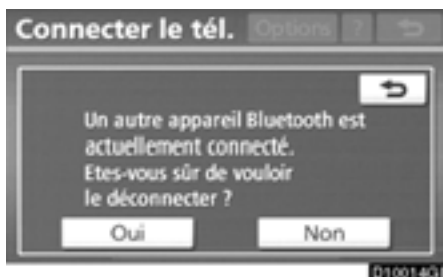 Connecter le tél. Options ?
Un autre appareil Bluetooth est
actuellement connecté.
Etes-vous sûr de vouloir
le déconnecter ?
Oui Non